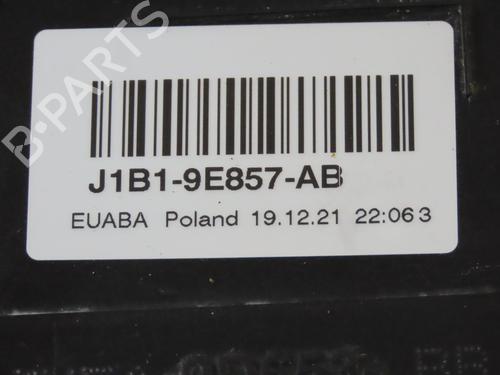 B-PARTS
J1B1-9E857-AB
EUABA Poland 19.12.21 22:06 3